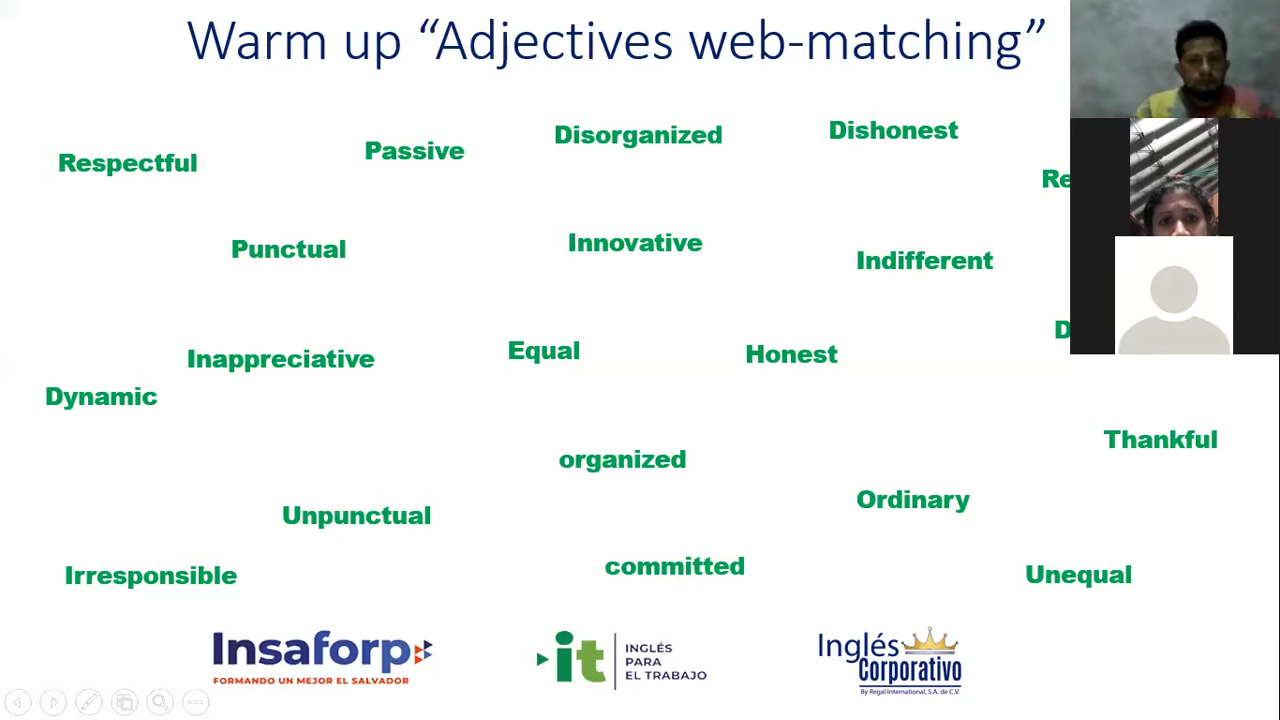 Warm up “Adjectives web-matching”
Disorganized
Dishonest
Passive
Respectful
Re
Innovative
Punctual
Indifferent
D
Equal
Honest
Inappreciative
Dynamic
Thankful
organized
Ordinary
Unpunctual
committed
Unequal
Irresponsible
Insaforp
FORMANDO UN MEJOR EL SALVADOR
it
INGLÉS
PARA
EL TRABAJO
Inglés
Corporativo
By Regal International, S.A. de C.V.